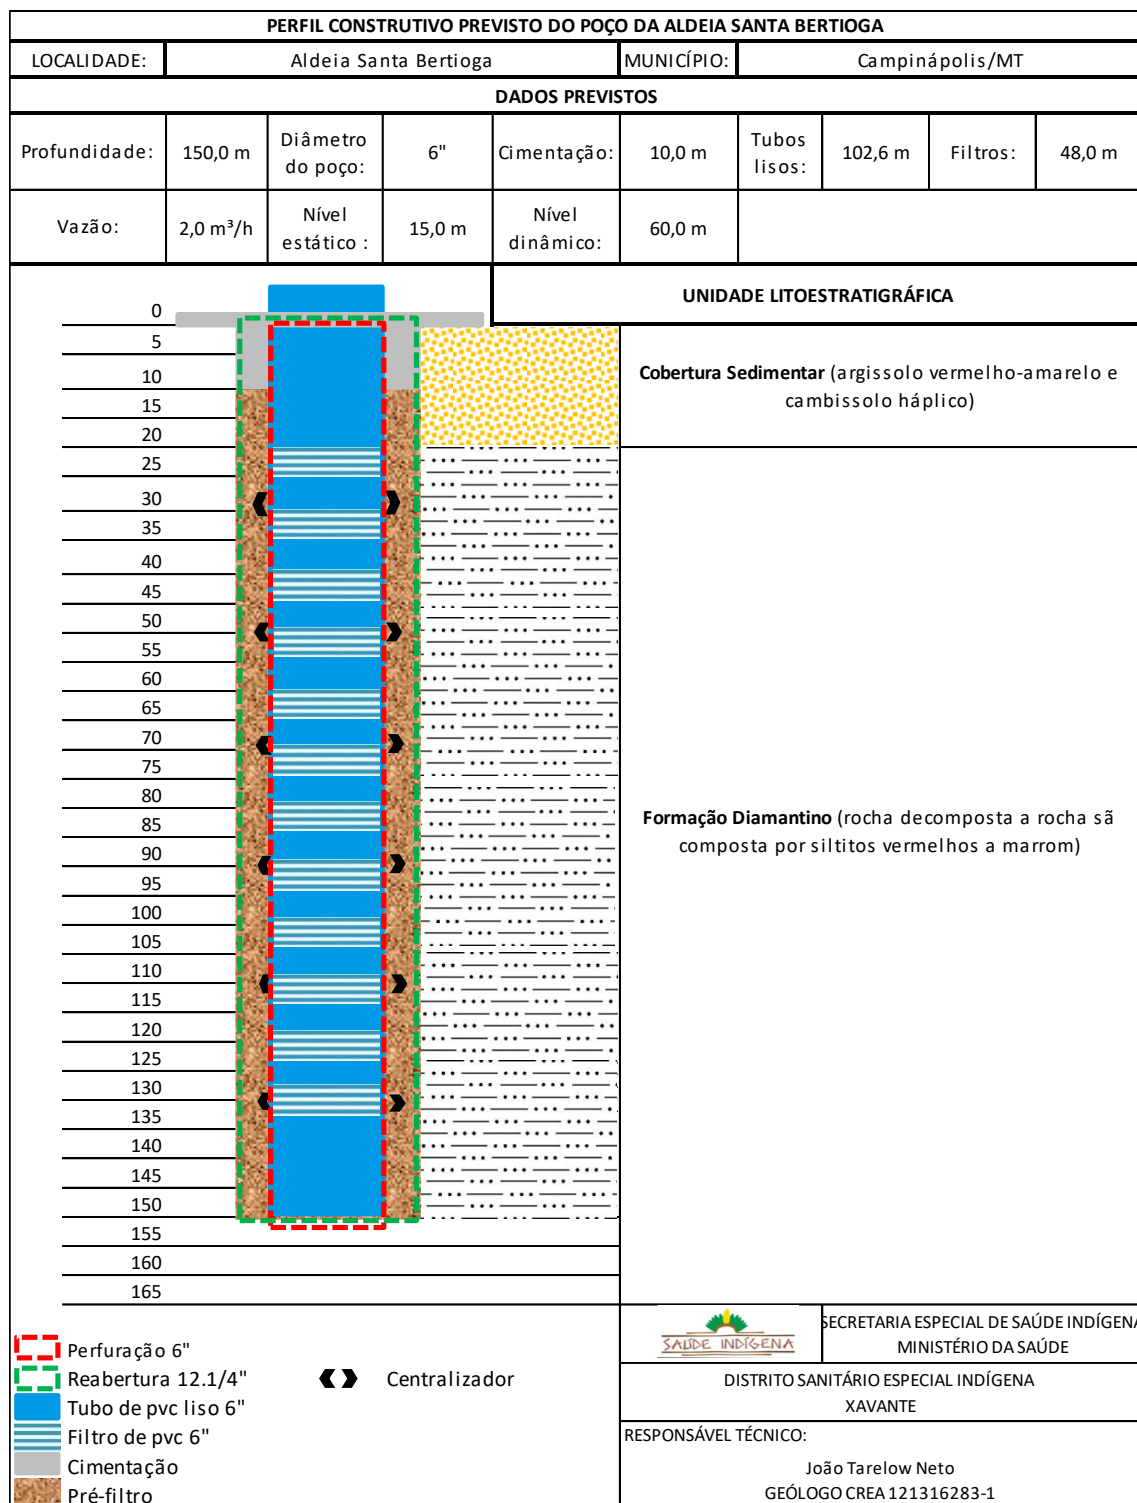 PERFIL CONSTRUTIVO PREVISTO DO POÇO DA ALDEIA SANTA BERTIOGA
LOCALIDADE: Aldeia Santa Bertioga MUNICÍPIO: Campinápolis/MT
DADOS PREVISTOS
Profundidade: 150,0 m Diâmetro do poço: 6" Cimentação: 10,0 m Tubos lisos: 102,6 m Filtros: 48,0 m
Vazão: 2,0 m³/h Nível estático : 15,0 m Nível dinâmico: 60,0 m
UNIDADE LITOESTRATIGRÁFICA
0
5
10
15
20
25
30
35
40
45
50
55
60
65
70
75
80
85
90
95
100
105
110
115
120
125
130
135
140
145
150
155
160
165
Cobertura Sedimentar (argissolo vermelho-amarelo e
cambissolo háplico)
Formação Diamantino (rocha decomposta a rocha sã
composta por siltitos vermelhos a marrom)
Perfuração 6"
Reabertura 12.1/4"
Centralizador
Tubo de pvc liso 6"
Filtro de pvc 6"
Cimentação
Pré-filtro
SAÚDE INDÍGENA
SECRETARIA ESPECIAL DE SAÚDE INDÍGENA
MINISTÉRIO DA SAÚDE
DISTRITO SANITÁRIO ESPECIAL INDÍGENA
XAVANTE
RESPONSÁVEL TÉCNICO:
João Tarelow Neto
GEÓLOGO CREA 121316283-1